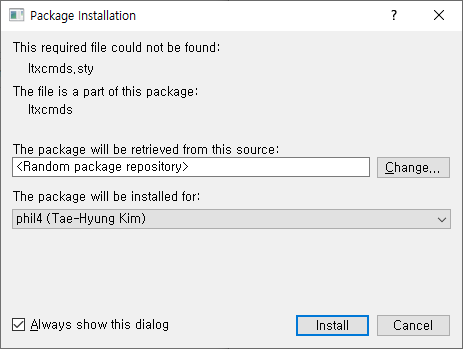 Package Installation
This required file could not be found:
ltxcmds.sty
The file is a part of this package:
ltxcmds
The package will be retrieved from this source:
<Random package repository>
Change...
The package will be installed for:
phil4 (Tae-Hyung Kim)
Always show this dialog
Install
Cancel